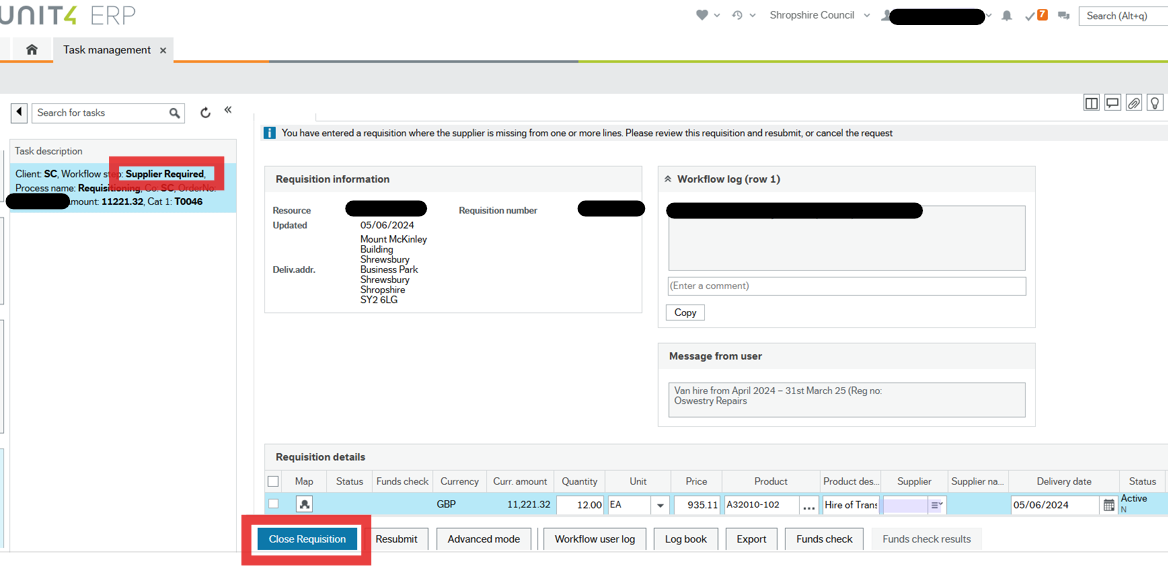 UNIT4 ERP
Shropshire Council
7
Search (Alt+q)
Task management ×
Search for tasks
Task description
Client: SC, Workflow step: Supplier Required,
Process name: Requisitioning, Co: SC, OrderNo:
amount: 11221.32, Cat 1: T0046
You have entered a requisition where the supplier is missing from one or more lines. Please review this requisition and resubmit, or cancel the request
Requisition information
Resource
Requisition number
Updated 05/06/2024
Deliv.addr.
Mount McKinley
Building
Shrewsbury
Business Park
Shrewsbury
Shropshire
SY2 6LG
Workflow log (row 1)
(Enter a comment)
Copy
Message from user
Van hire from April 2024 – 31st March 25 (Reg no:
Oswestry Repairs
Requisition details
Map Status Funds check Currency Curr. amount Quantity Unit Price Product Product des... Supplier Supplier na... Delivery date Status
GBP 11,221.32 12.00 EA 935.11 A32010-102 ... Hire of Trans 05/06/2024 Active
N
Close Requisition Resubmit Advanced mode Workflow user log Log book Export Funds check Funds check results